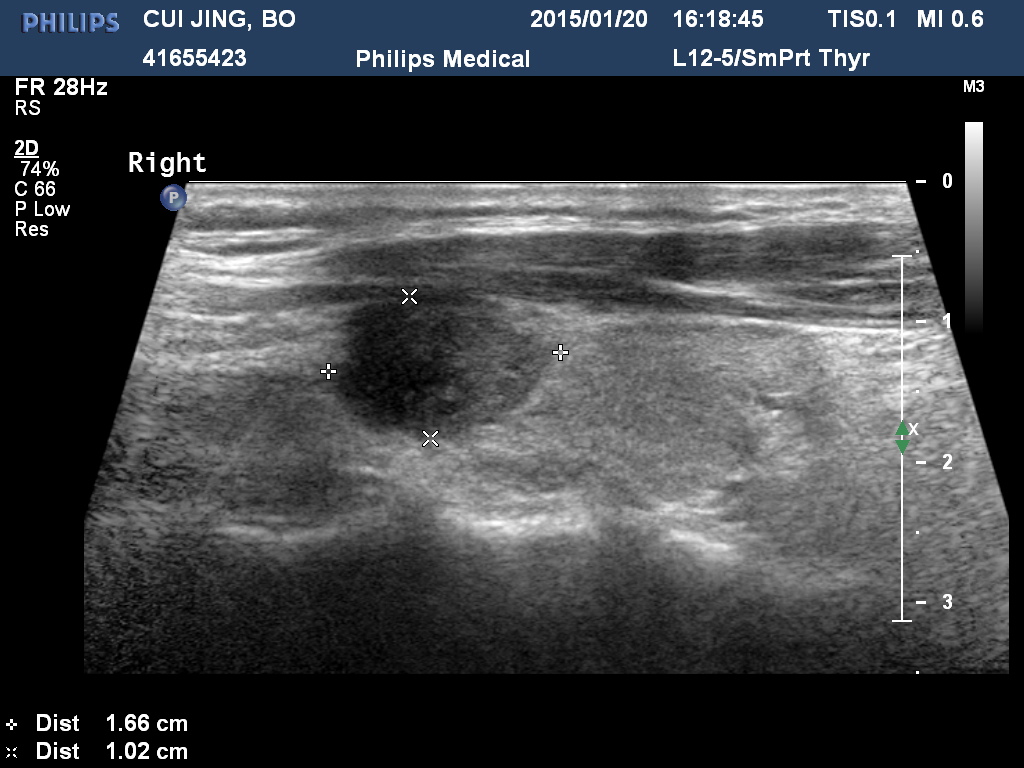 PHILIPS CUI JING, BO 2015/01/20 16:18:45 TIS0.1 MI 0.6
41655423 Philips Medical L12-5/SmPrt Thyr
FR 28Hz
RS
M3
2D
74%
C 66
P Low
Res
Right
P
0
1
x
2
3
Dist 1.66 cm
Dist 1.02 cm